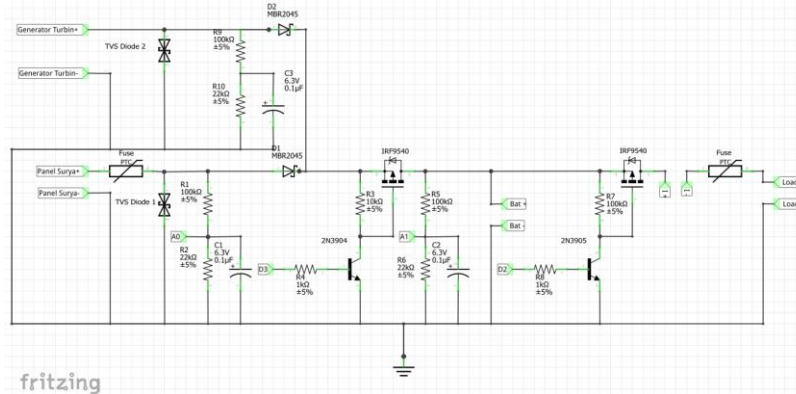 D2
MBR2045
Generator Turbin+
TVS Diode 2
R9
100kΩ
±5%
Generator Turbin-
R10
22kΩ
±5%
C3
6.3V
0.1μF
Fuse
PTC
D1
MBR2045
IRF9540
IRF9540
Fuse
PTC
Panel Surya+
Panel Surya-
TVS Diode 1
R1
100kΩ
±5%
R3
10kΩ
±5%
R5
100kΩ
±5%
R7
100kΩ
±5%
I+
I-
Load
Load
Bat +
Bat -
A0
R2
22kΩ
±5%
C1
6.3V
0.1μF
D3
R4
1kΩ
±5%
2N3904
A1
R6
22kΩ
±5%
C2
6.3V
0.1μF
D2
R8
1kΩ
±5%
2N3905
fritzing